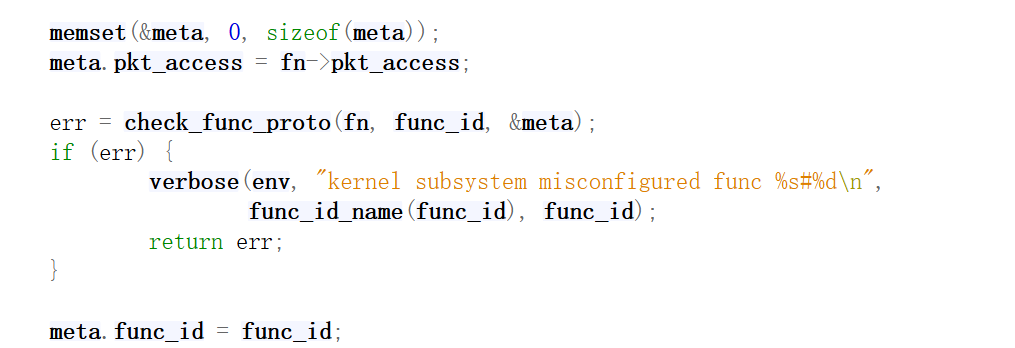 memset(&meta, 0, sizeof(meta));
meta.pkt_access = fn->pkt_access;
err = check_func_proto(fn, func_id, &meta);
if (err) {
verbose(env, "kernel subsystem misconfigured func %s#%d\n",
func_id_name(func_id), func_id);
return err;
}
meta.func_id = func_id;